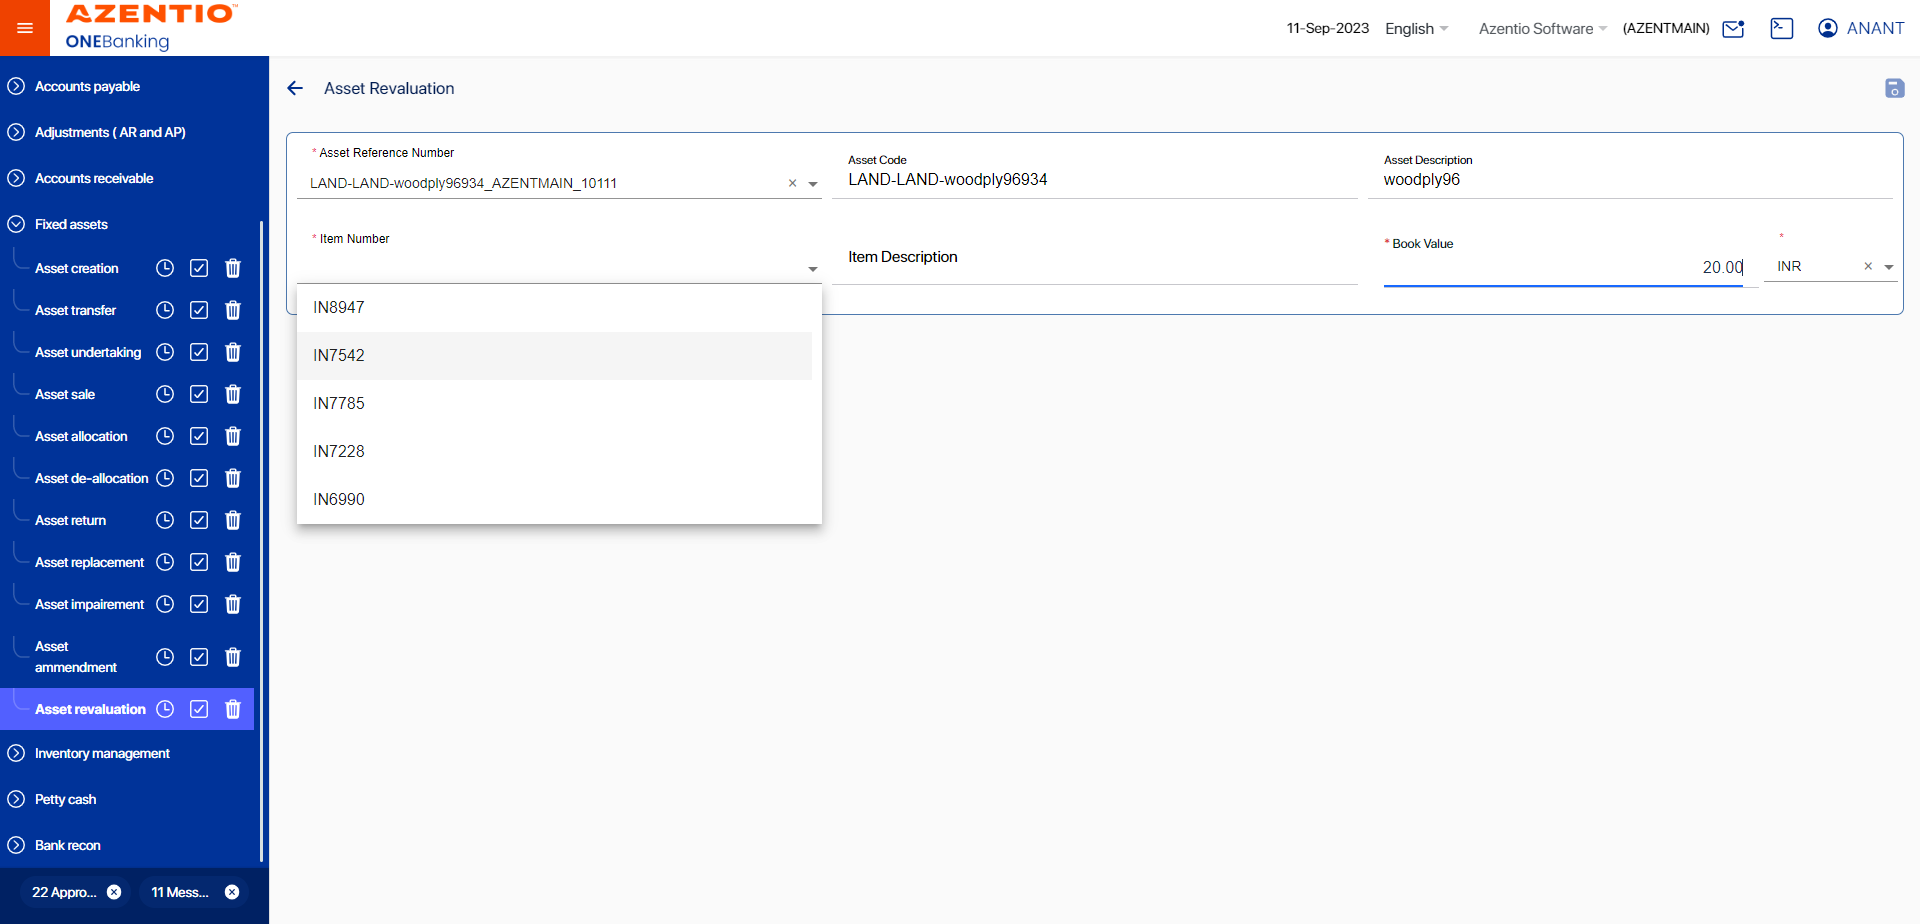 AZENTIO™
ONEBanking
11-Sep-2023 English Azentio Software (AZENTMAIN) ANANT
Accounts payable
Adjustments ( AR and AP)
Accounts receivable
Fixed assets
Asset creation
Asset transfer
Asset undertaking
Asset sale
Asset allocation
Asset de-allocation
Asset return
Asset replacement
Asset impairement
Asset
ammendment
Asset revaluation
Inventory management
Petty cash
Bank recon
22 Appro...
11 Mess...
Asset Revaluation
* Asset Reference Number
LAND-LAND-woodply96934_AZENTMAIN_10111
Asset Code
LAND-LAND-woodply96934
Asset Description
woodply96
* Item Number
Item Description
* Book Value
20.00
*
INR
IN8947
IN7542
IN7785
IN7228
IN6990